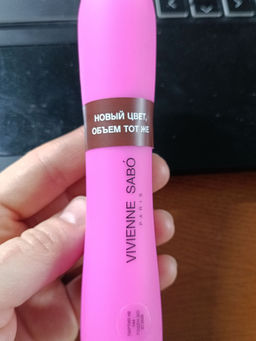 НОВЫЙ ЦВЕТ,
ОБЪЕМ ТОТ ЖЕ
VIVIENNE SABÓ
PARIS